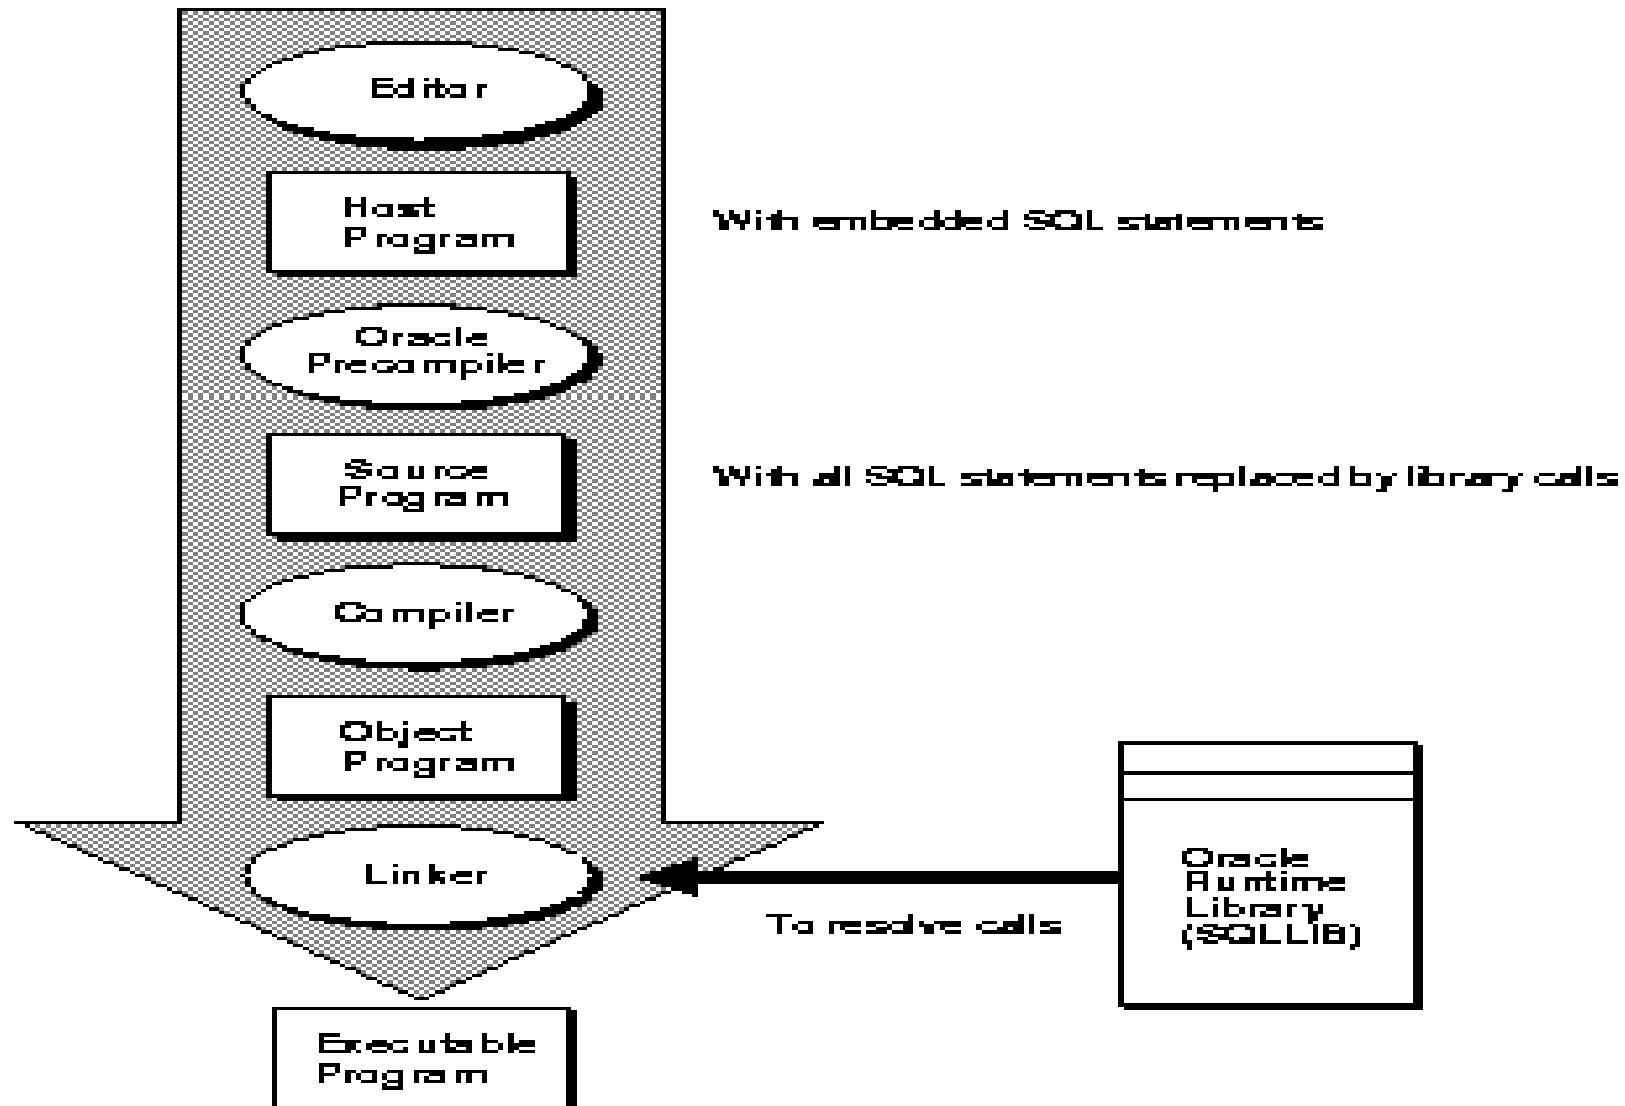 Editor
Host
Program
With embedded SQL statements
Oracle
Precompiler
Source
Program
With all SQL statements replaced by library calls
Compiler
Object
Program
Linker
To resolve calls
Oracle
Runtime
Library
(SQLLIB)
Executable
Program